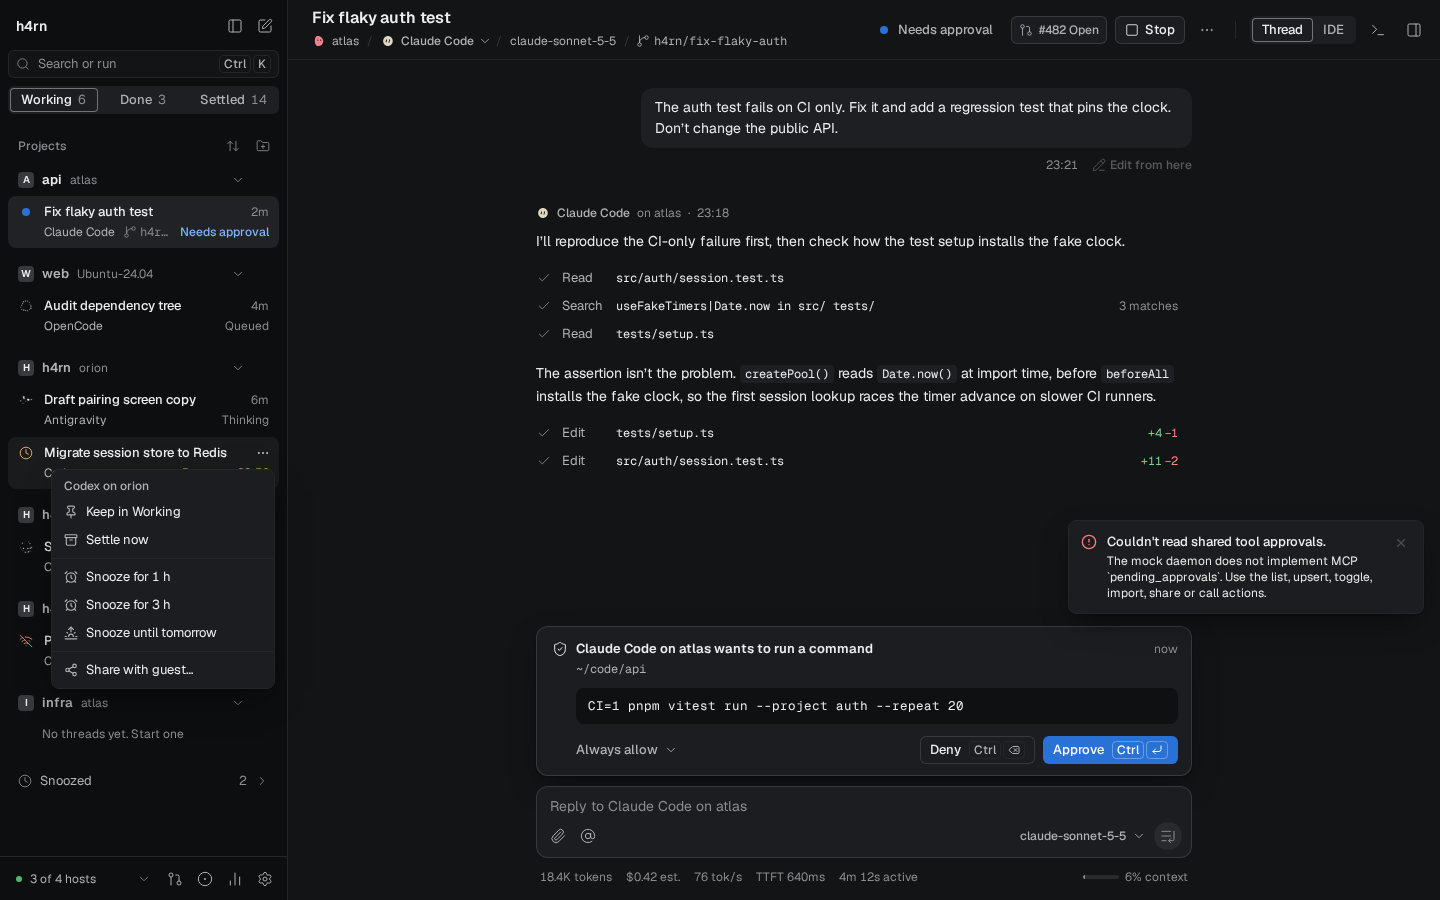 h4rn
Search or run Ctrl K
Working 6 Done 3 Settled 14
Projects
A api atlas
Fix flaky auth test 2m
Claude Code h4r… Needs approval
W web Ubuntu-24.04
Audit dependency tree 4m
OpenCode Queued
H h4rn orion
Draft pairing screen copy 6m
Antigravity Thinking
Migrate session store to Redis
Codex on orion
Keep in Working
Settle now
Snooze for 1 h
Snooze for 3 h
Snooze until tomorrow
Share with guest…
H
H
I infra atlas
No threads yet. Start one
Snoozed 2
3 of 4 hosts
Fix flaky auth test
atlas / Claude Code / claude-sonnet-5-5 / h4rn/fix-flaky-auth
Needs approval #482 Open Stop Thread IDE
The auth test fails on CI only. Fix it and add a regression test that pins the clock.
Don’t change the public API.
23:21 Edit from here
Claude Code on atlas · 23:18
I’ll reproduce the CI-only failure first, then check how the test setup installs the fake clock.
Read src/auth/session.test.ts
Search useFakeTimers|Date.now in src/ tests/ 3 matches
Read tests/setup.ts
The assertion isn’t the problem. createPool() reads Date.now() at import time, before beforeAll
installs the fake clock, so the first session lookup races the timer advance on slower CI runners.
Edit tests/setup.ts +4 −1
Edit src/auth/session.test.ts +11 −2
Couldn't read shared tool approvals.
The mock daemon does not implement MCP
`pending_approvals`. Use the list, upsert, toggle,
import, share or call actions.
Claude Code on atlas wants to run a command now
~/code/api
CI=1 pnpm vitest run --project auth --repeat 20
Always allow Deny Ctrl Approve Ctrl
Reply to Claude Code on atlas
claude-sonnet-5-5
18.4K tokens $0.42 est. 76 tok/s TTFT 640ms 4m 12s active 6% context